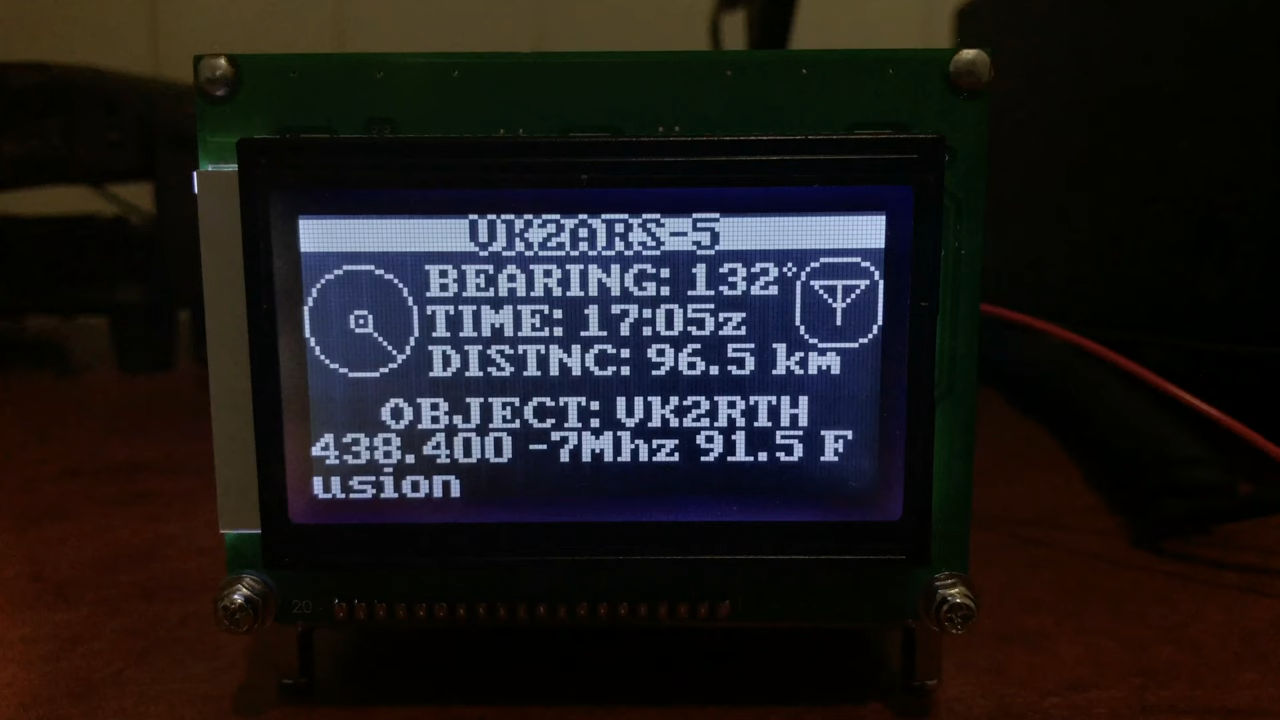 VK2ARS-5
BEARING: 132°
TIME: 17:05z
DISTNC: 96.5 km
OBJECT: VK2RTH
438.400 -7Mhz 91.5 F
usion
20